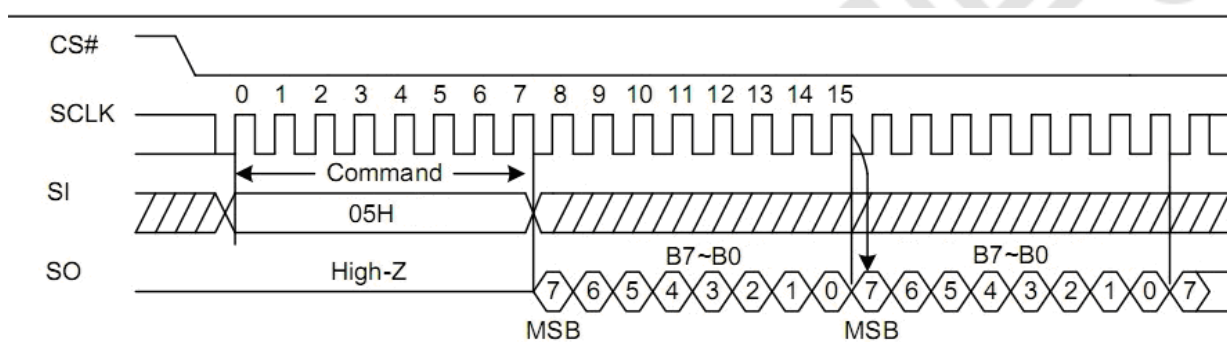 CS#
0 1 2 3 4 5 6 7 8 9 10 11 12 13 14 15
SCLK
Command
SI
05H
B7~B0 B7~B0
SO High-Z
7 6 5 4 3 2 1 0 7 6 5 4 3 2 1 0 7
MSB MSB